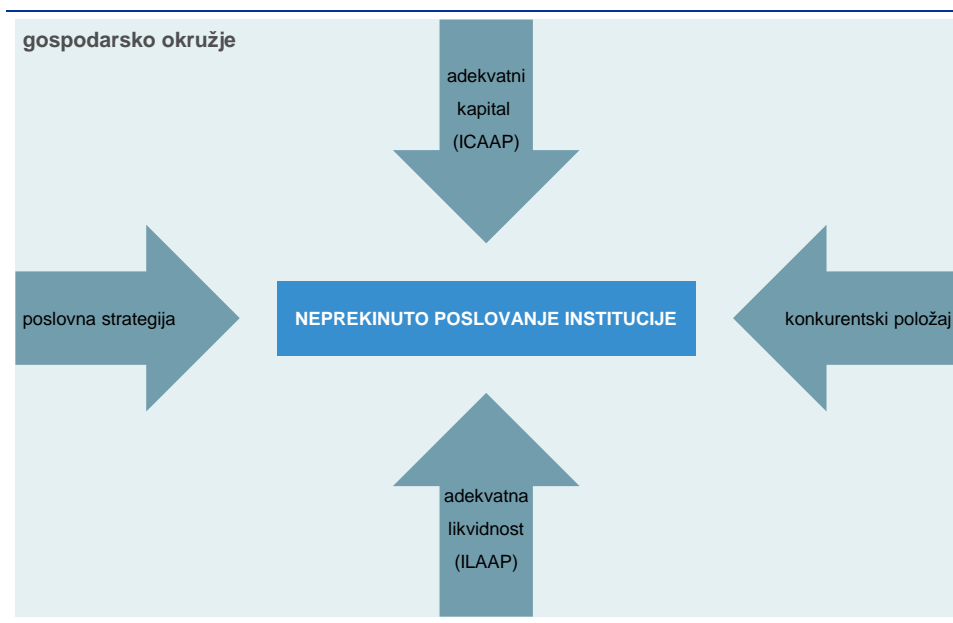 gospodarsko okružje
adekvatni
kapital
(ICAAP)
poslovna strategija
NEPREKINUTO POSLOVANJE INSTITUCIJE
konkurentski položaj
adekvatna
likvidnost
(ILAAP)